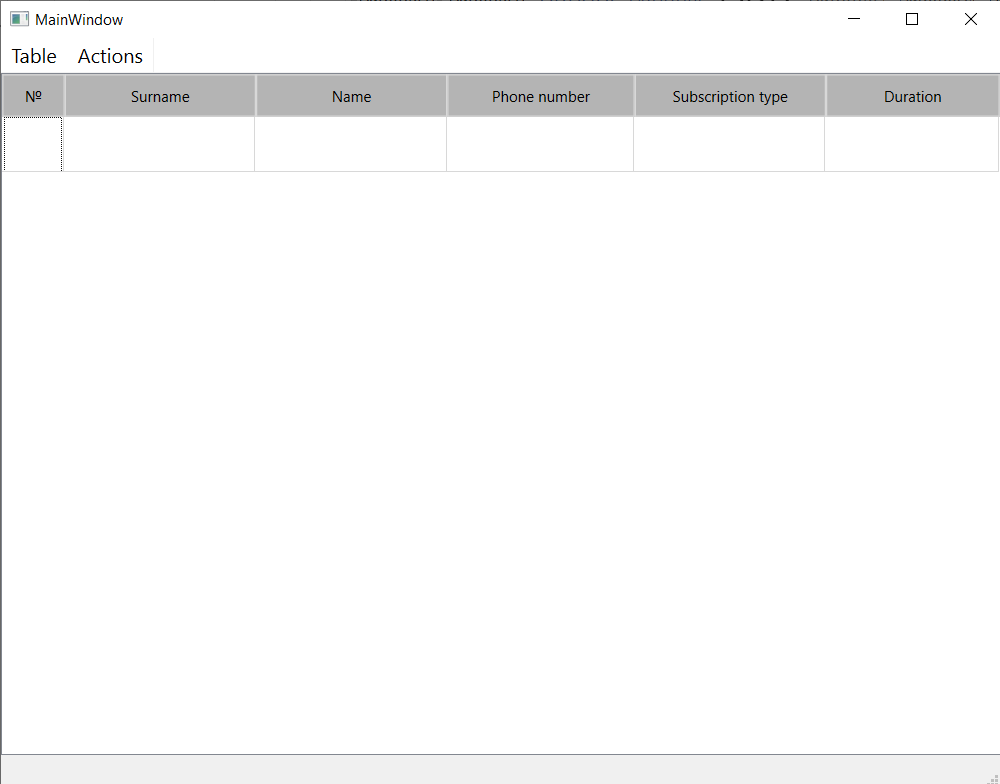 MainWindow
Table Actions
№ Surname Name Phone number Subscription type Duration